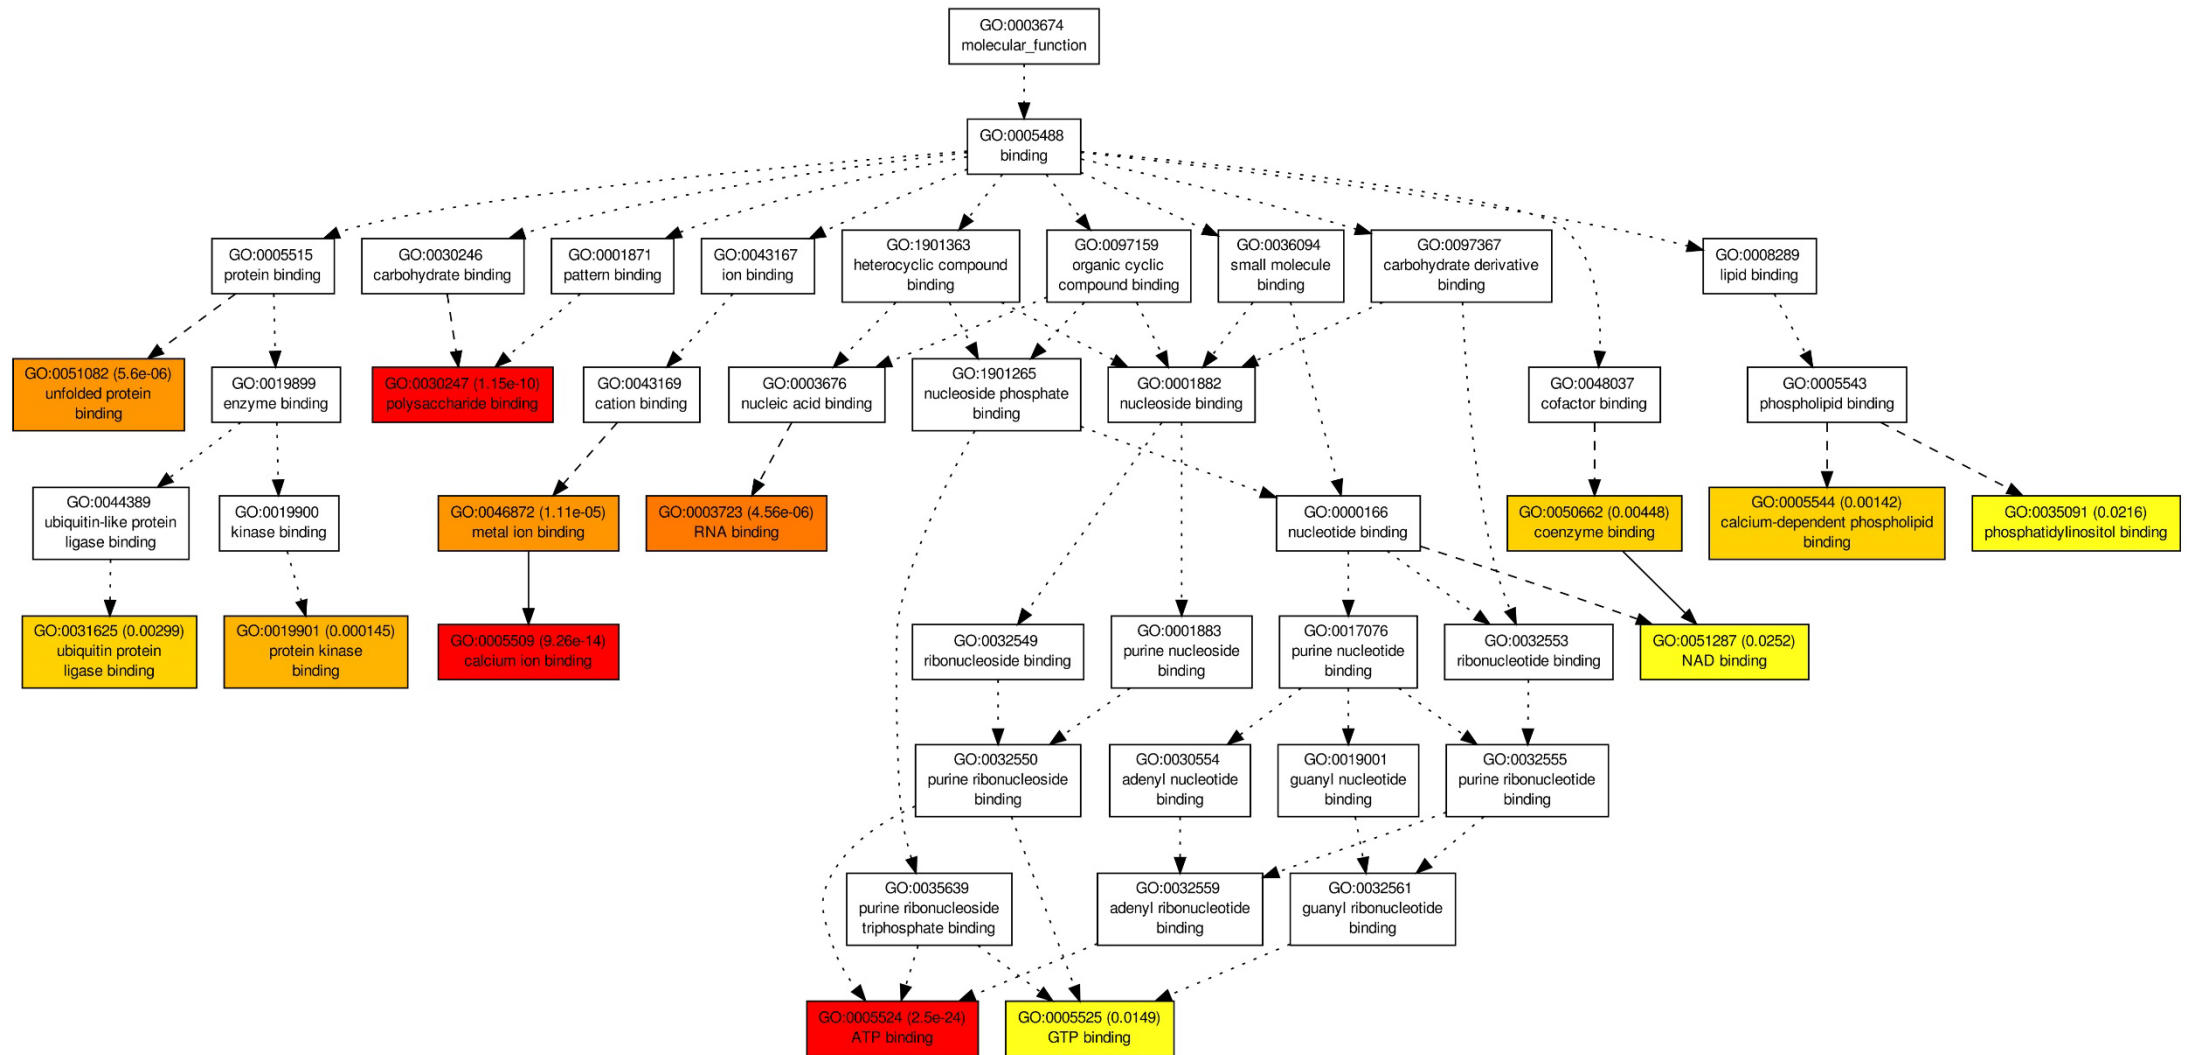 GO:0003674
molecular_function
GO:0005488
binding
GO:0005515
protein binding
GO:0030246
carbohydrate binding
GO:0001871
pattern binding
GO:0043167
ion binding
GO:1901363
heterocyclic compound
binding
GO:0097159
organic cyclic
compound binding
GO:0036094
small molecule
binding
GO:0097367
carbohydrate derivative
binding
GO:0008289
lipid binding
GO:0051082 (5.6e-06)
unfolded protein
binding
GO:0019899
enzyme binding
GO:0030247 (1.15e-10)
polysaccharide binding
GO:0043169
cation binding
GO:0003676
nucleic acid binding
GO:1901265
nucleoside phosphate
binding
GO:0001882
nucleoside binding
GO:0048037
cofactor binding
GO:0005543
phospholipid binding
GO:0044389
ubiquitin-like protein
ligase binding
GO:0019900
kinase binding
GO:0046872 (1.11e-05)
metal ion binding
GO:0003723 (4.56e-06)
RNA binding
GO:0000166
nucleotide binding
GO:0050662 (0.00448)
coenzyme binding
GO:0005544 (0.00142)
calcium-dependent phospholipid
binding
GO:0035091 (0.0216)
phosphatidylinositol binding
GO:0031625 (0.00299)
ubiquitin protein
ligase binding
GO:0019901 (0.000145)
protein kinase
binding
GO:0005509 (9.26e-14)
calcium ion binding
GO:0032549
ribonucleoside binding
GO:0001883
purine nucleoside
binding
GO:0017076
purine nucleotide
binding
GO:0032553
ribonucleotide binding
GO:0051287 (0.0252)
NAD binding
GO:0032550
purine ribonucleoside
binding
GO:0030554
adenyl nucleotide
binding
GO:0019001
guanyl nucleotide
binding
GO:0032555
purine ribonucleotide
binding
GO:0035639
purine ribonucleoside
triphosphate binding
GO:0032559
adenyl ribonucleotide
binding
GO:0032561
guanyl ribonucleotide
binding
GO:0005524 (2.5e-24)
ATP binding
GO:0005525 (0.0149)
GTP binding